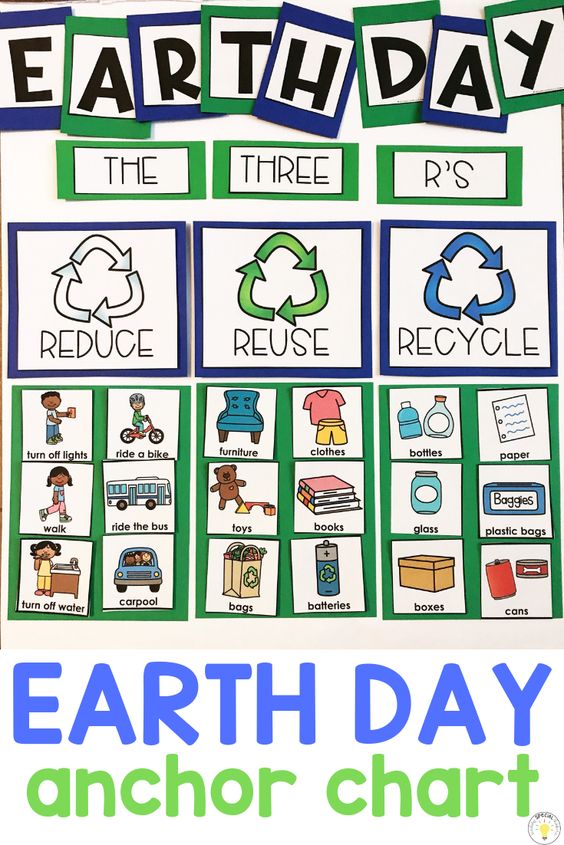 EARTH DAY
THE THREE R'S
REDUCE REUSE RECYCLE
turn off lights ride a bike furniture clothes bottles paper
Baggies
walk ride the bus toys books glass plastic bags
turn off water carpool bags batteries boxes cans
EARTH DAY
anchor chart